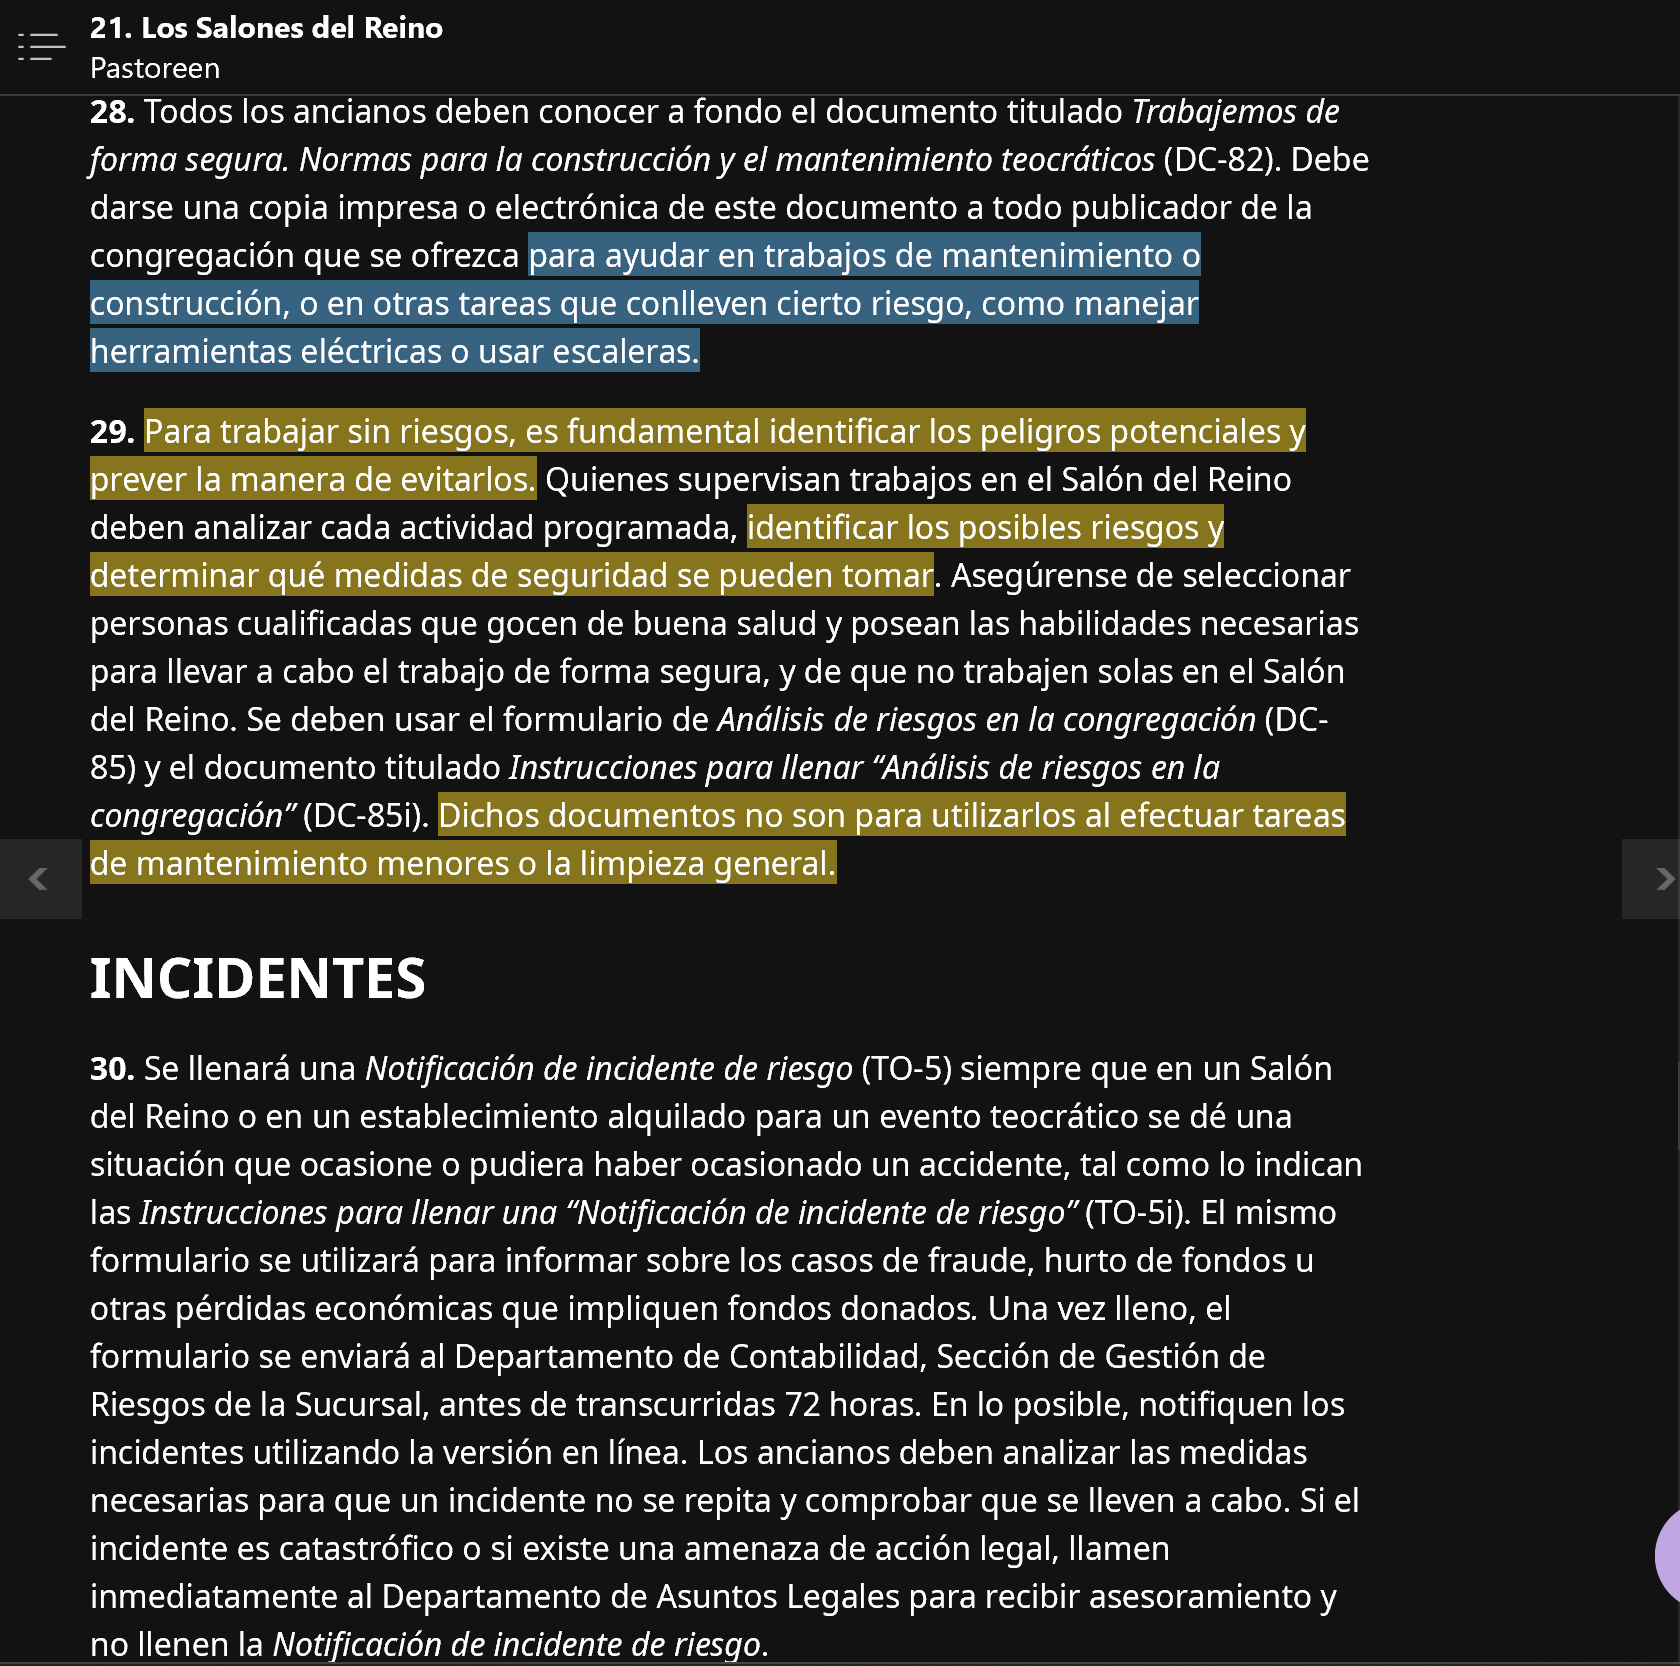 21. Los Salones del Reino
Pastoreen
28. Todos los ancianos deben conocer a fondo el documento titulado Trabajemos de
forma segura. Normas para la construcción y el mantenimiento teocráticos (DC-82). Debe
darse una copia impresa o electrónica de este documento a todo publicador de la
congregación que se ofrezca para ayudar en trabajos de mantenimiento o
construcción, o en otras tareas que conlleven cierto riesgo, como manejar
herramientas eléctricas o usar escaleras.
29. Para trabajar sin riesgos, es fundamental identificar los peligros potenciales y
prever la manera de evitarlos. Quienes supervisan trabajos en el Salón del Reino
deben analizar cada actividad programada, identificar los posibles riesgos y
determinar qué medidas de seguridad se pueden tomar. Asegúrense de seleccionar
personas cualificadas que gocen de buena salud y posean las habilidades necesarias
para llevar a cabo el trabajo de forma segura, y de que no trabajen solas en el Salón
del Reino. Se deben usar el formulario de Análisis de riesgos en la congregación (DC-
85) y el documento titulado Instrucciones para llenar “Análisis de riesgos en la
congregación” (DC-85i). Dichos documentos no son para utilizarlos al efectuar tareas
de mantenimiento menores o la limpieza general.
INCIDENTES
30. Se llenará una Notificación de incidente de riesgo (TO-5) siempre que en un Salón
del Reino o en un establecimiento alquilado para un evento teocrático se dé una
situación que ocasione o pudiera haber ocasionado un accidente, tal como lo indican
las Instrucciones para llenar una “Notificación de incidente de riesgo” (TO-5i). El mismo
formulario se utilizará para informar sobre los casos de fraude, hurto de fondos u
otras pérdidas económicas que impliquen fondos donados. Una vez lleno, el
formulario se enviará al Departamento de Contabilidad, Sección de Gestión de
Riesgos de la Sucursal, antes de transcurridas 72 horas. En lo posible, notifiquen los
incidentes utilizando la versión en línea. Los ancianos deben analizar las medidas
necesarias para que un incidente no se repita y comprobar que se lleven a cabo. Si el
incidente es catastrófico o si existe una amenaza de acción legal, llamen
inmediatamente al Departamento de Asuntos Legales para recibir asesoramiento y
no llenen la Notificación de incidente de riesgo.